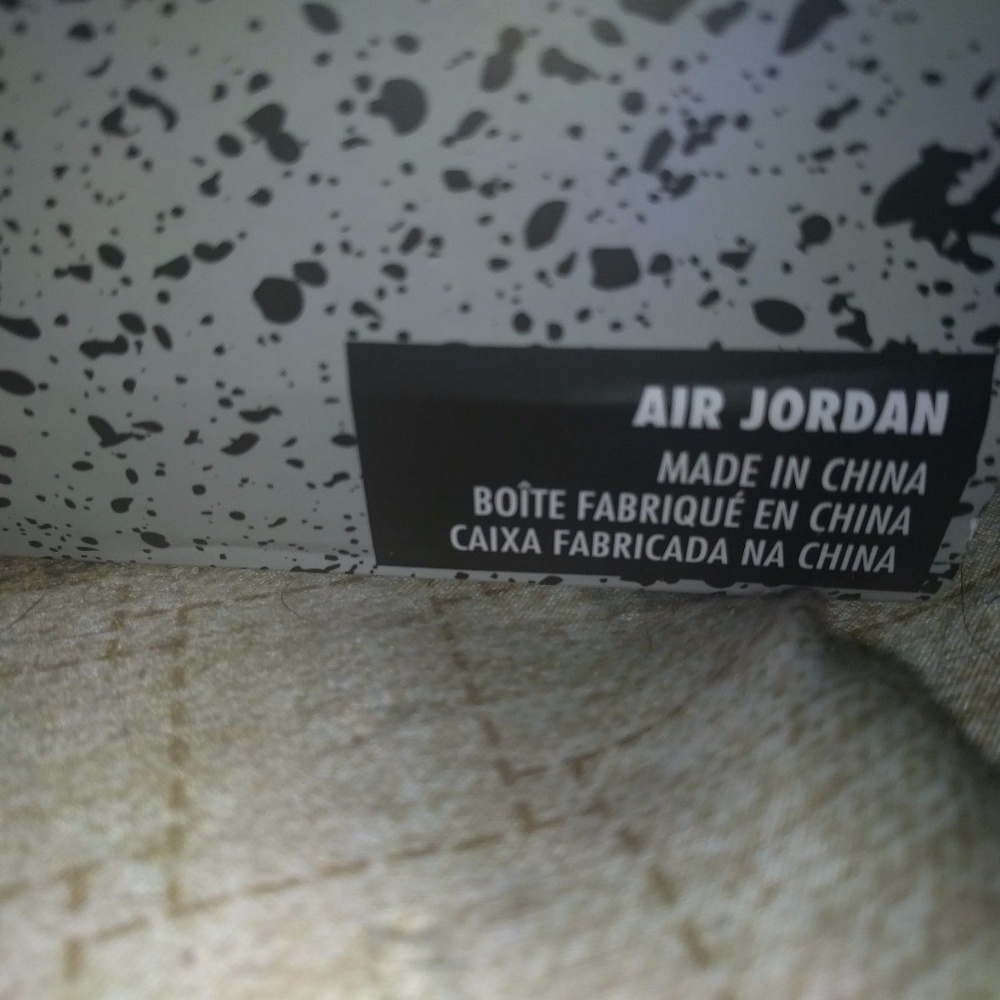 AIR JORDAN
MADE IN CHINA
BOÎTE FABRIQUÉ EN CHINA
CAIXA FABRICADA NA CHINA